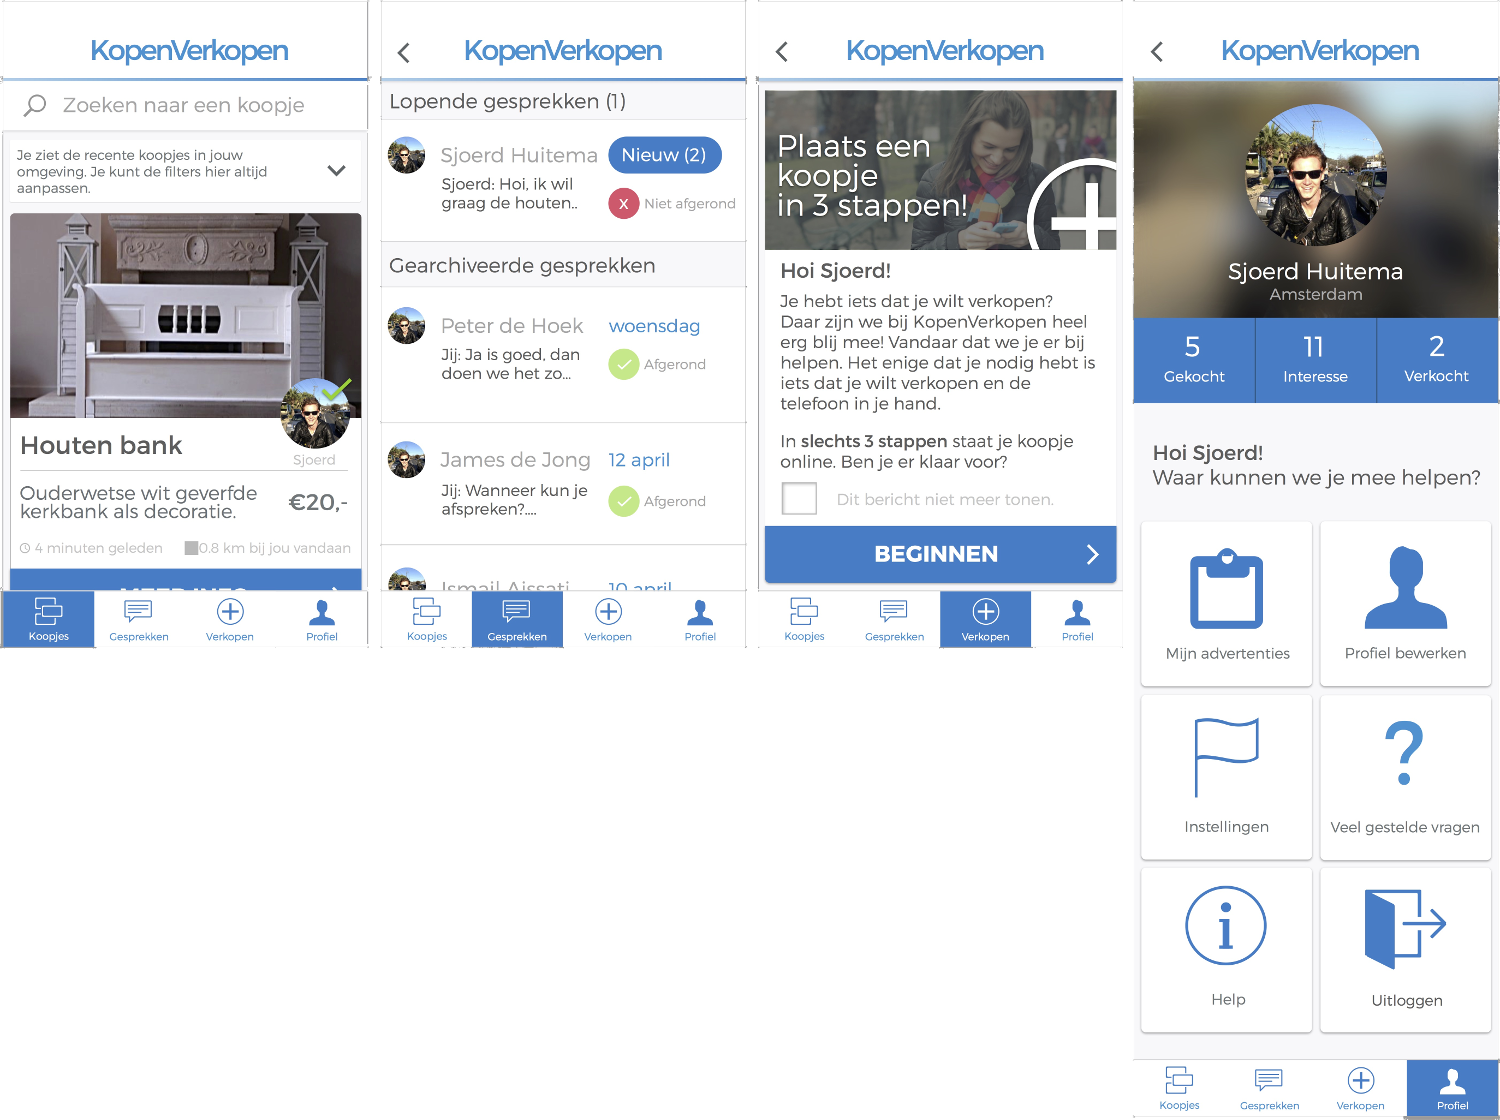 KopenVerkopen
Zoeken naar een koopje
Je ziet de recente koopjes in jouw
omgeving. Je kunt de filters hier altijd
aanpassen.
Houten bank
Sjoerd
Ouderwetse wit geverfde
kerkbank als decoratie.
€20,-
4 minuten geleden
0.8 km bij jou vandaan
Koopjes
Gesprekken
Verkopen
Profiel
KopenVerkopen
Lopende gesprekken (1)
Sjoerd Huitema
Nieuw (2)
Sjoerd: Hoi, ik wil
graag de houten..
X
Niet afgerond
Gearchiveerde gesprekken
Peter de Hoek
woensdag
Jij: Ja is goed, dan
doen we het zo...
Afgerond
James de Jong
12 april
Jij: Wanneer kun je
afspreken?....
Afgerond
Ismail Aissati
10 april
Koopjes
Gesprekken
Verkopen
Profiel
KopenVerkopen
Plaats een
koopje
in 3 stappen!
Hoi Sjoerd!
Je hebt iets dat je wilt verkopen?
Daar zijn we bij KopenVerkopen heel
erg blij mee! Vandaar dat we je er bij
helpen. Het enige dat je nodig hebt is
iets dat je wilt verkopen en de
telefoon in je hand.
In slechts 3 stappen staat je koopje
online. Ben je er klaar voor?
Dit bericht niet meer tonen.
BEGINNEN
Koopjes
Gesprekken
Verkopen
Profiel
KopenVerkopen
Sjoerd Huitema
Amsterdam
5
Gekocht
11
Interesse
2
Verkocht
Hoi Sjoerd!
Waar kunnen we je mee helpen?
Mijn advertenties
Profiel bewerken
Instellingen
?
Veel gestelde vragen
i
Help
Uitloggen
Koopjes
Gesprekken
Verkopen
Profiel